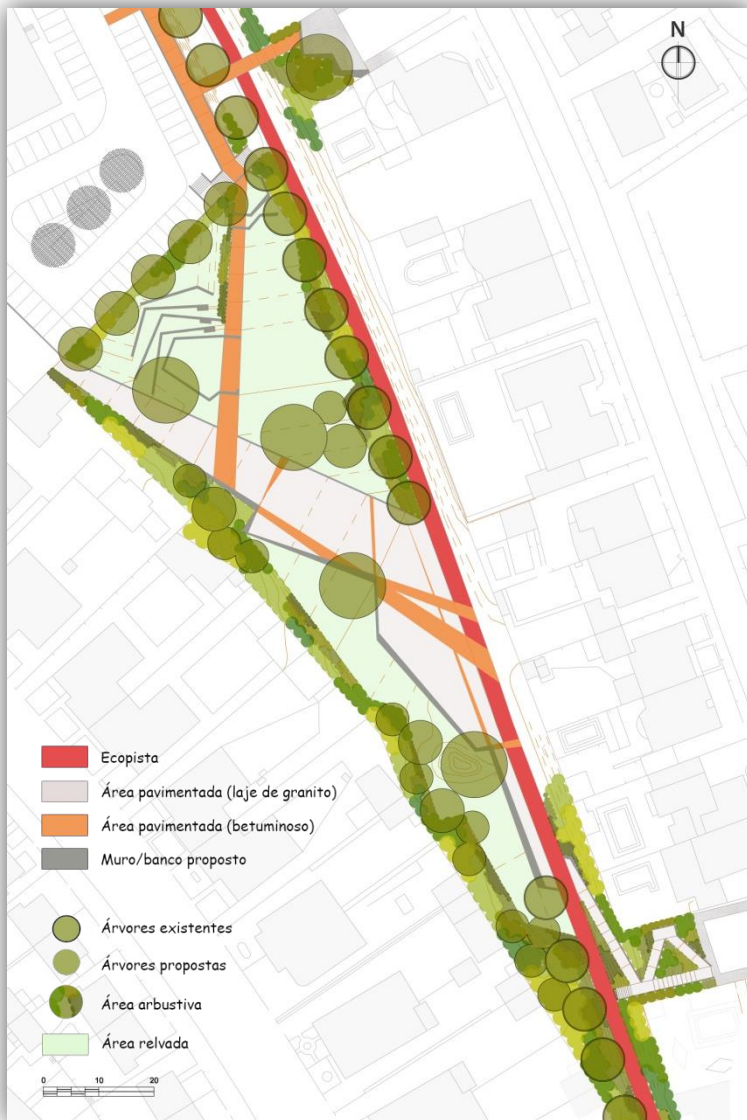 N
Ecopista
Área pavimentada (laje de granito)
Área pavimentada (betuminoso)
Muro/banco proposto
Árvores existentes
Árvores propostas
Área arbustiva
Área relvada
0 10 20